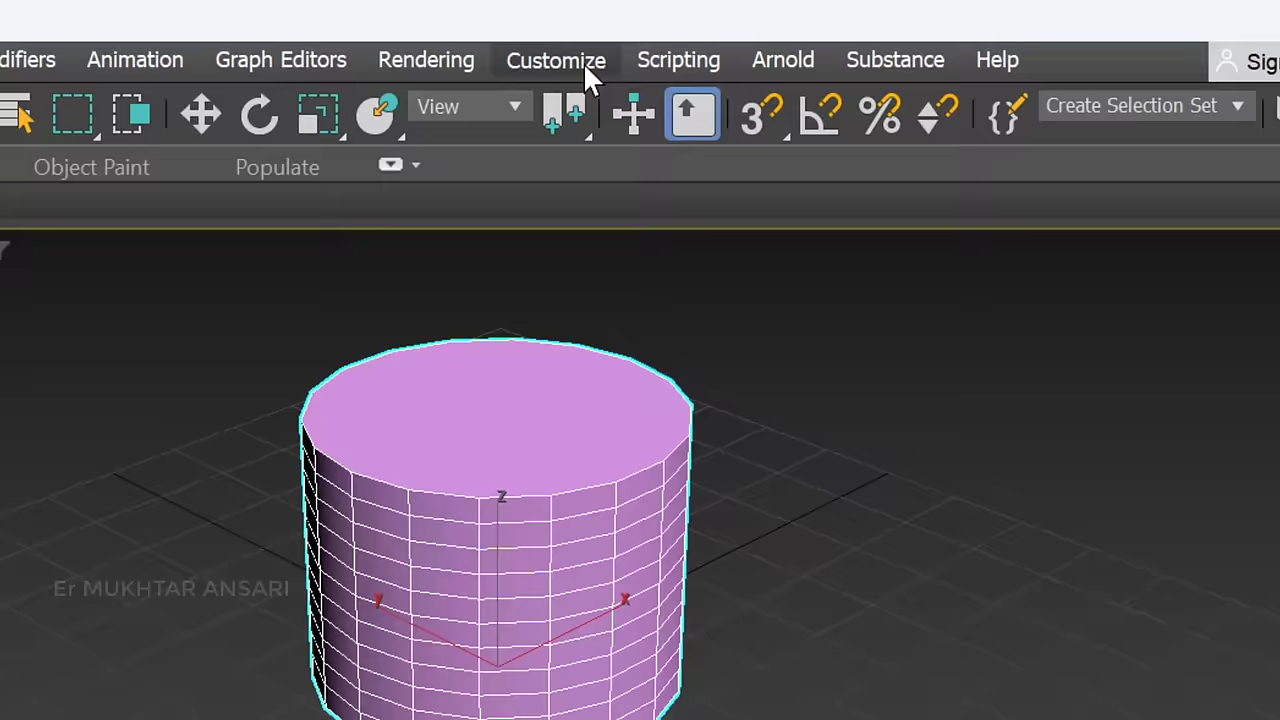 difiers Animation Graph Editors Rendering Customize Scripting Arnold Substance Help Sig
View 3 % {} Create Selection Set
Object Paint Populate
z
Er MUKHTAR ANSARI
y x